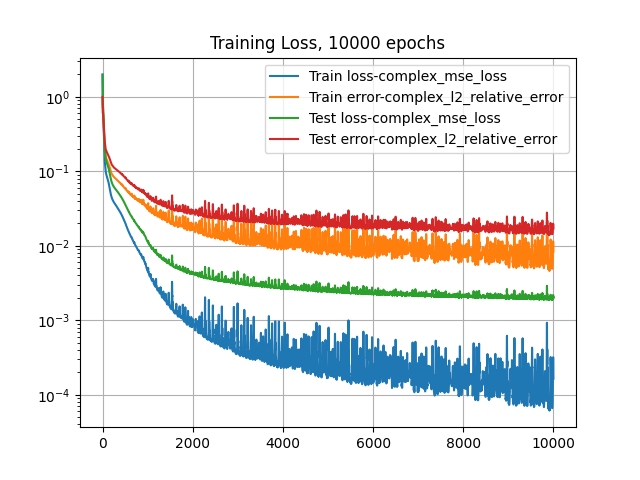 Training Loss, 10000 epochs
Train loss-complex_mse_loss
Train error-complex_l2_relative_error
Test loss-complex_mse_loss
Test error-complex_l2_relative_error
10⁰
10⁻¹
10⁻²
10⁻³
10⁻⁴
0 2000 4000 6000 8000 10000